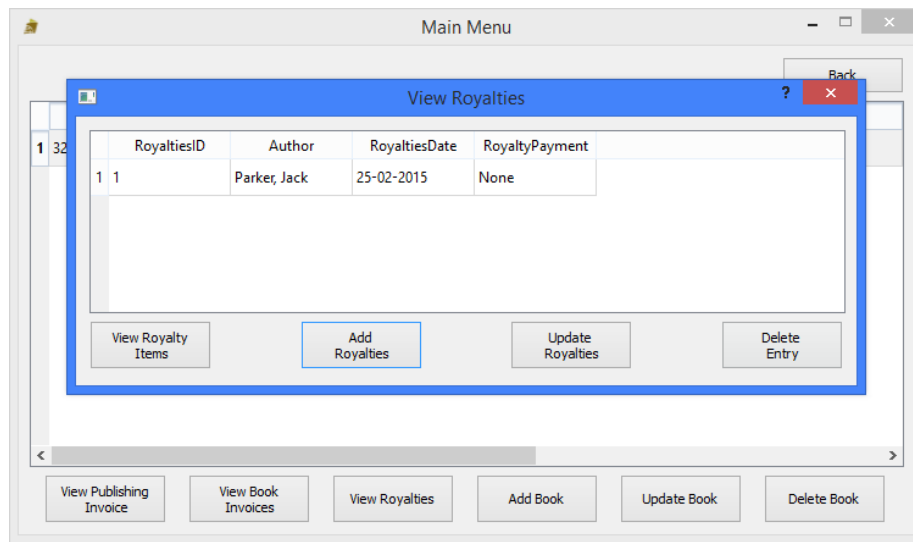 Main Menu
Back
View Royalties
?
RoyaltiesID Author RoyaltiesDate RoyaltyPayment
1 32
1 1 Parker, Jack 25-02-2015 None
View Royalty
Items
Add
Royalties
Update
Royalties
Delete
Entry
View Publishing
Invoice
View Book
Invoices
View Royalties
Add Book
Update Book
Delete Book